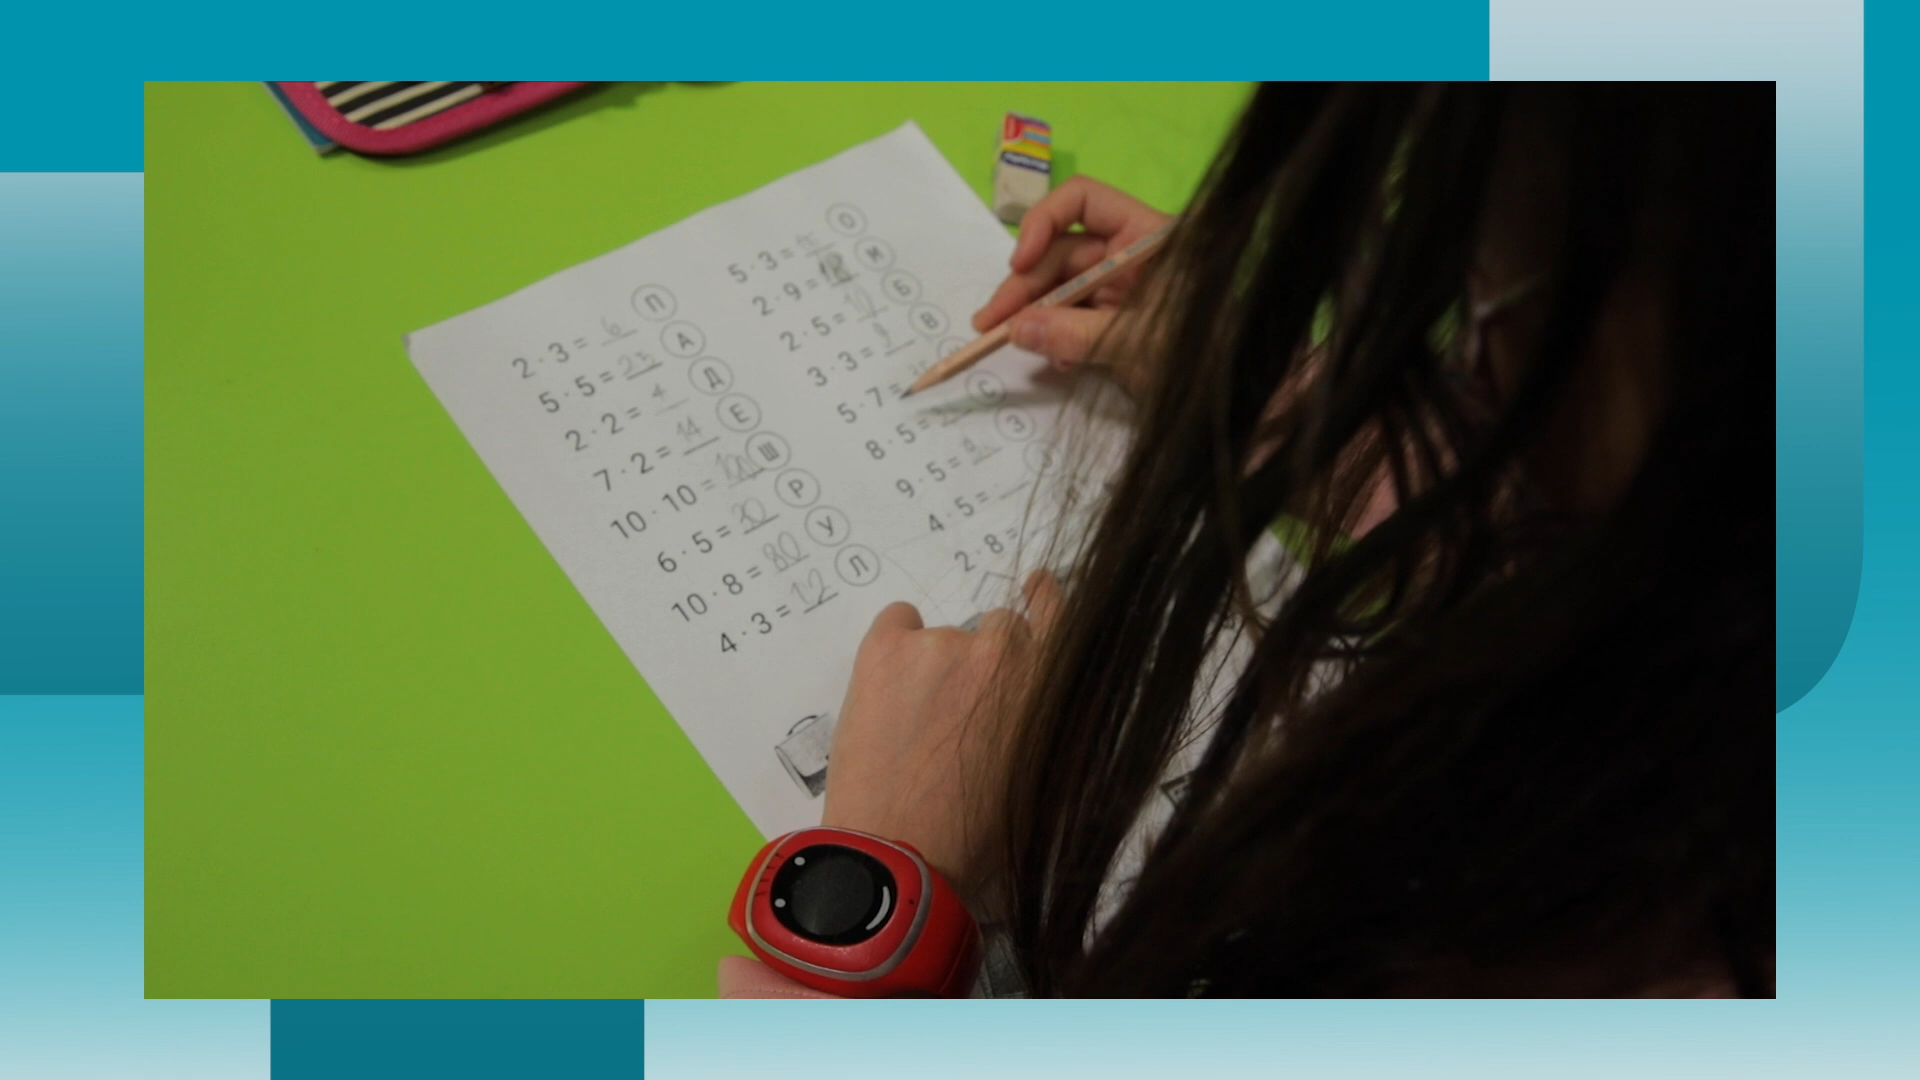 2 · 3 = 6 П
5 · 5 = 25 А
2 · 2 = 4 Д
7 · 2 = 14 Е
10 · 10 = 100 Ш
6 · 5 = 30 Р
10 · 8 = 80 У
4 · 3 = 12 Л
5 · 3 = О
2 · 9 = 18 Ж
2 · 5 = 10 Б
3 · 3 = 9 В
5 · 7 =
8 · 5 = С
9 · 5 = З
4 · 5 =
2 · 8 =